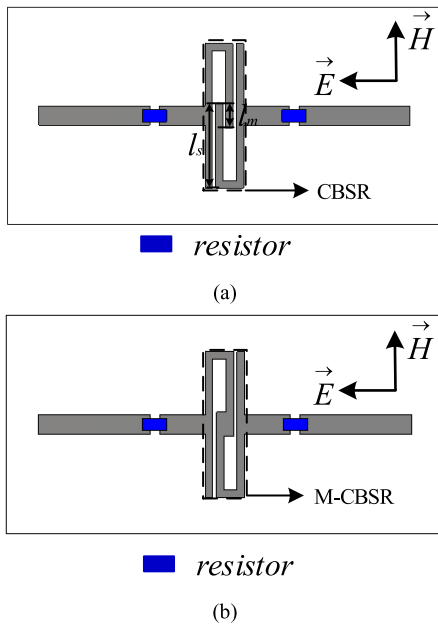 H
E
l_m
l_s
CBSR
resistor
(a)
H
E
M-CBSR
resistor
(b)